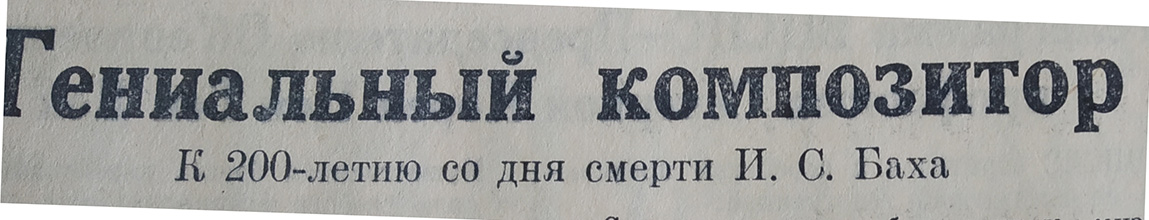 Гениальный композитор
К 200-летию со дня смерти И. С. Баха